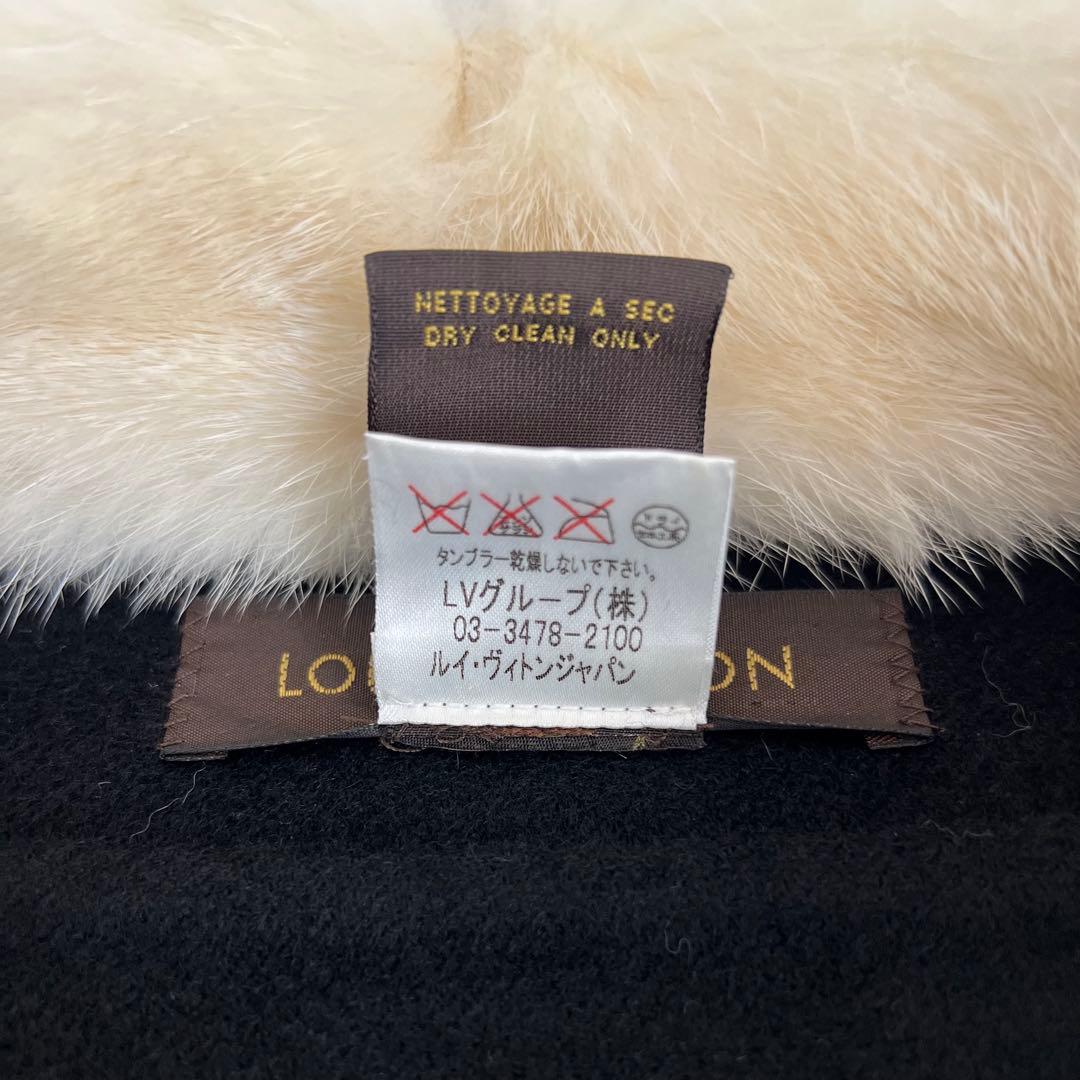 NETTOYAGE A SEC
DRY CLEAN ONLY
タンブラー乾燥しないで下さい。
LVグループ(株)
03-3478-2100
ルイ・ヴィトンジャパン
LO
ON